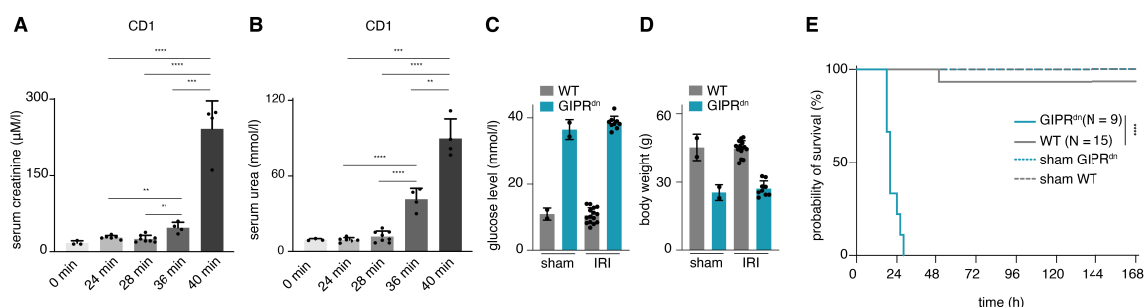 A
CD1
serum creatinine (µM/l)
300
150
0
****
****
***
**
0 min
24 min
28 min
36 min
40 min
B
CD1
serum urea (mmol/l)
120
60
0
***
****
**
****
****
0 min
24 min
28 min
36 min
40 min
C
WT
GIPRdn
glucose level (mmol/l)
40
20
0
sham
IRI
D
WT
GIPRdn
body weight (g)
60
30
0
sham
IRI
E
probability of survival (%)
100
50
0
GIPRdn(N = 9)
WT (N = 15)
sham GIPRdn
sham WT
****
0
24
48
72
96
120
144
168
time (h)